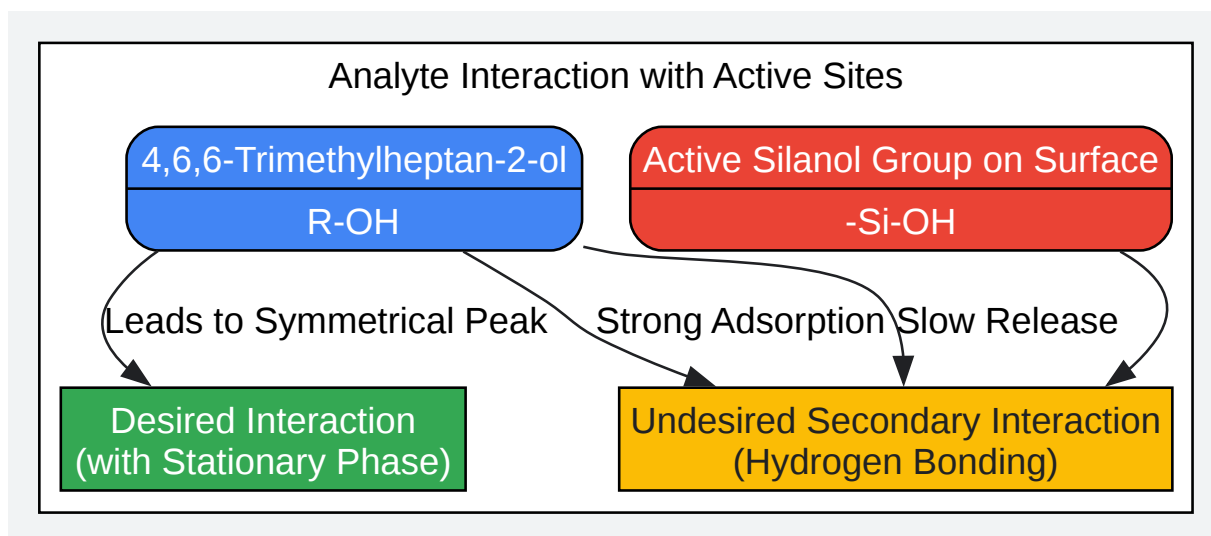 Analyte Interaction with Active Sites
4,6,6-Trimethylheptan-2-ol
R-OH
Active Silanol Group on Surface
-Si-OH
Leads to Symmetrical Peak
Strong Adsorption
Slow Release
Desired Interaction
(with Stationary Phase)
Undesired Secondary Interaction
(Hydrogen Bonding)